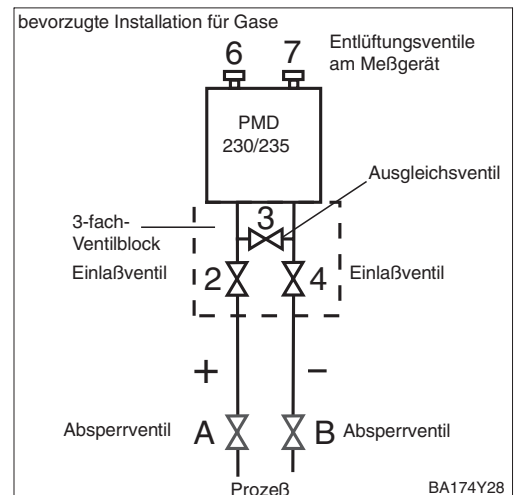 bevorzugte Installation für Gase
6
7
Entlüftungsventile
am Meßgerät
PMD
230/235
Ausgleichsventil
3-fach-
Ventilblock
3
Einlaßventil
2
4
Einlaßventil
+
–
Absperrventil
A
B
Absperrventil
Prozeß
BA174Y28